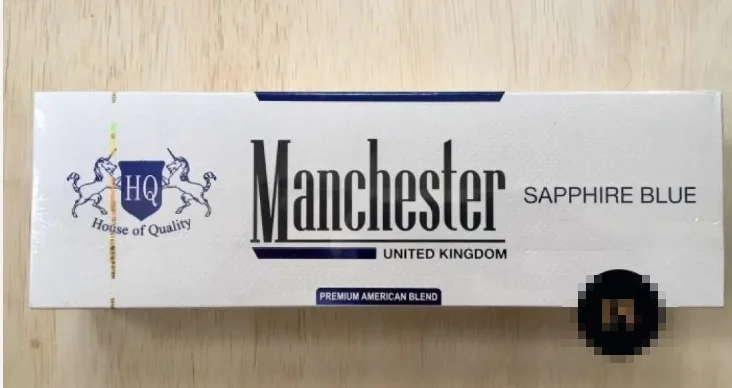 HQ
House of Quality
Manchester
UNITED KINGDOM
SAPPHIRE BLUE
PREMIUM AMERICAN BLEND